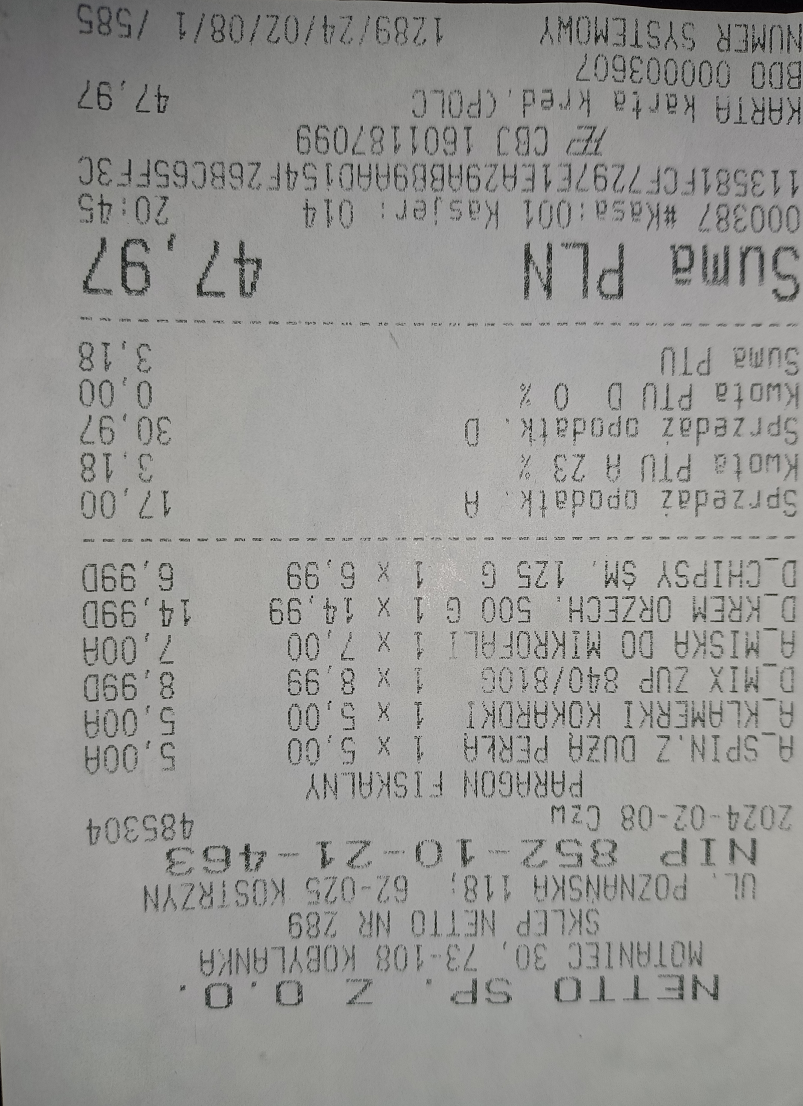 NETTO SP. Z O.O.
MOTANIEC 30, 73-108 KOBYLANKA
SKLEP NETTO NR 289
UL. POZNAŃSKA 118; 62-025 KOSTRZYN
NIP 852-10-21-463
2024-02-08 Czw 485304
PARAGON FISKALNY
A_SPIN.Z DUŻĄ PERŁĄ 1 x 5,00 5,00A
A_KLAMERKI KOKARDKI 1 x 5,00 5,00A
D_MIX ZUP 840/810G 1 x 8,99 8,99D
A_MISKA DO MIKROFALI 1 x 7,00 7,00A
D_KREM ORZECH. 500 G 1 x 14,99 14,99D
D_CHIPSY ŚM. 125 G 1 x 6,99 6,99D
Sprzedaż opodatk. A 17,00
Kwota PTU A 23 % 3,18
Sprzedaż opodatk. D 30,97
Kwota PTU D 0 % 0,00
Suma PTU 3,18
Suma PLN 47,97
000387 #Kasa:001 Kasjer: 014 20:45
113581FCF7297E1EA29ABB9AAD154F26BC65FF3C
CBJ 1601187099
KARTA karta kred.(POLC 47,97
BDO 000003607
NUMER SYSTEMOWY 1289/24/02/08/1 /585